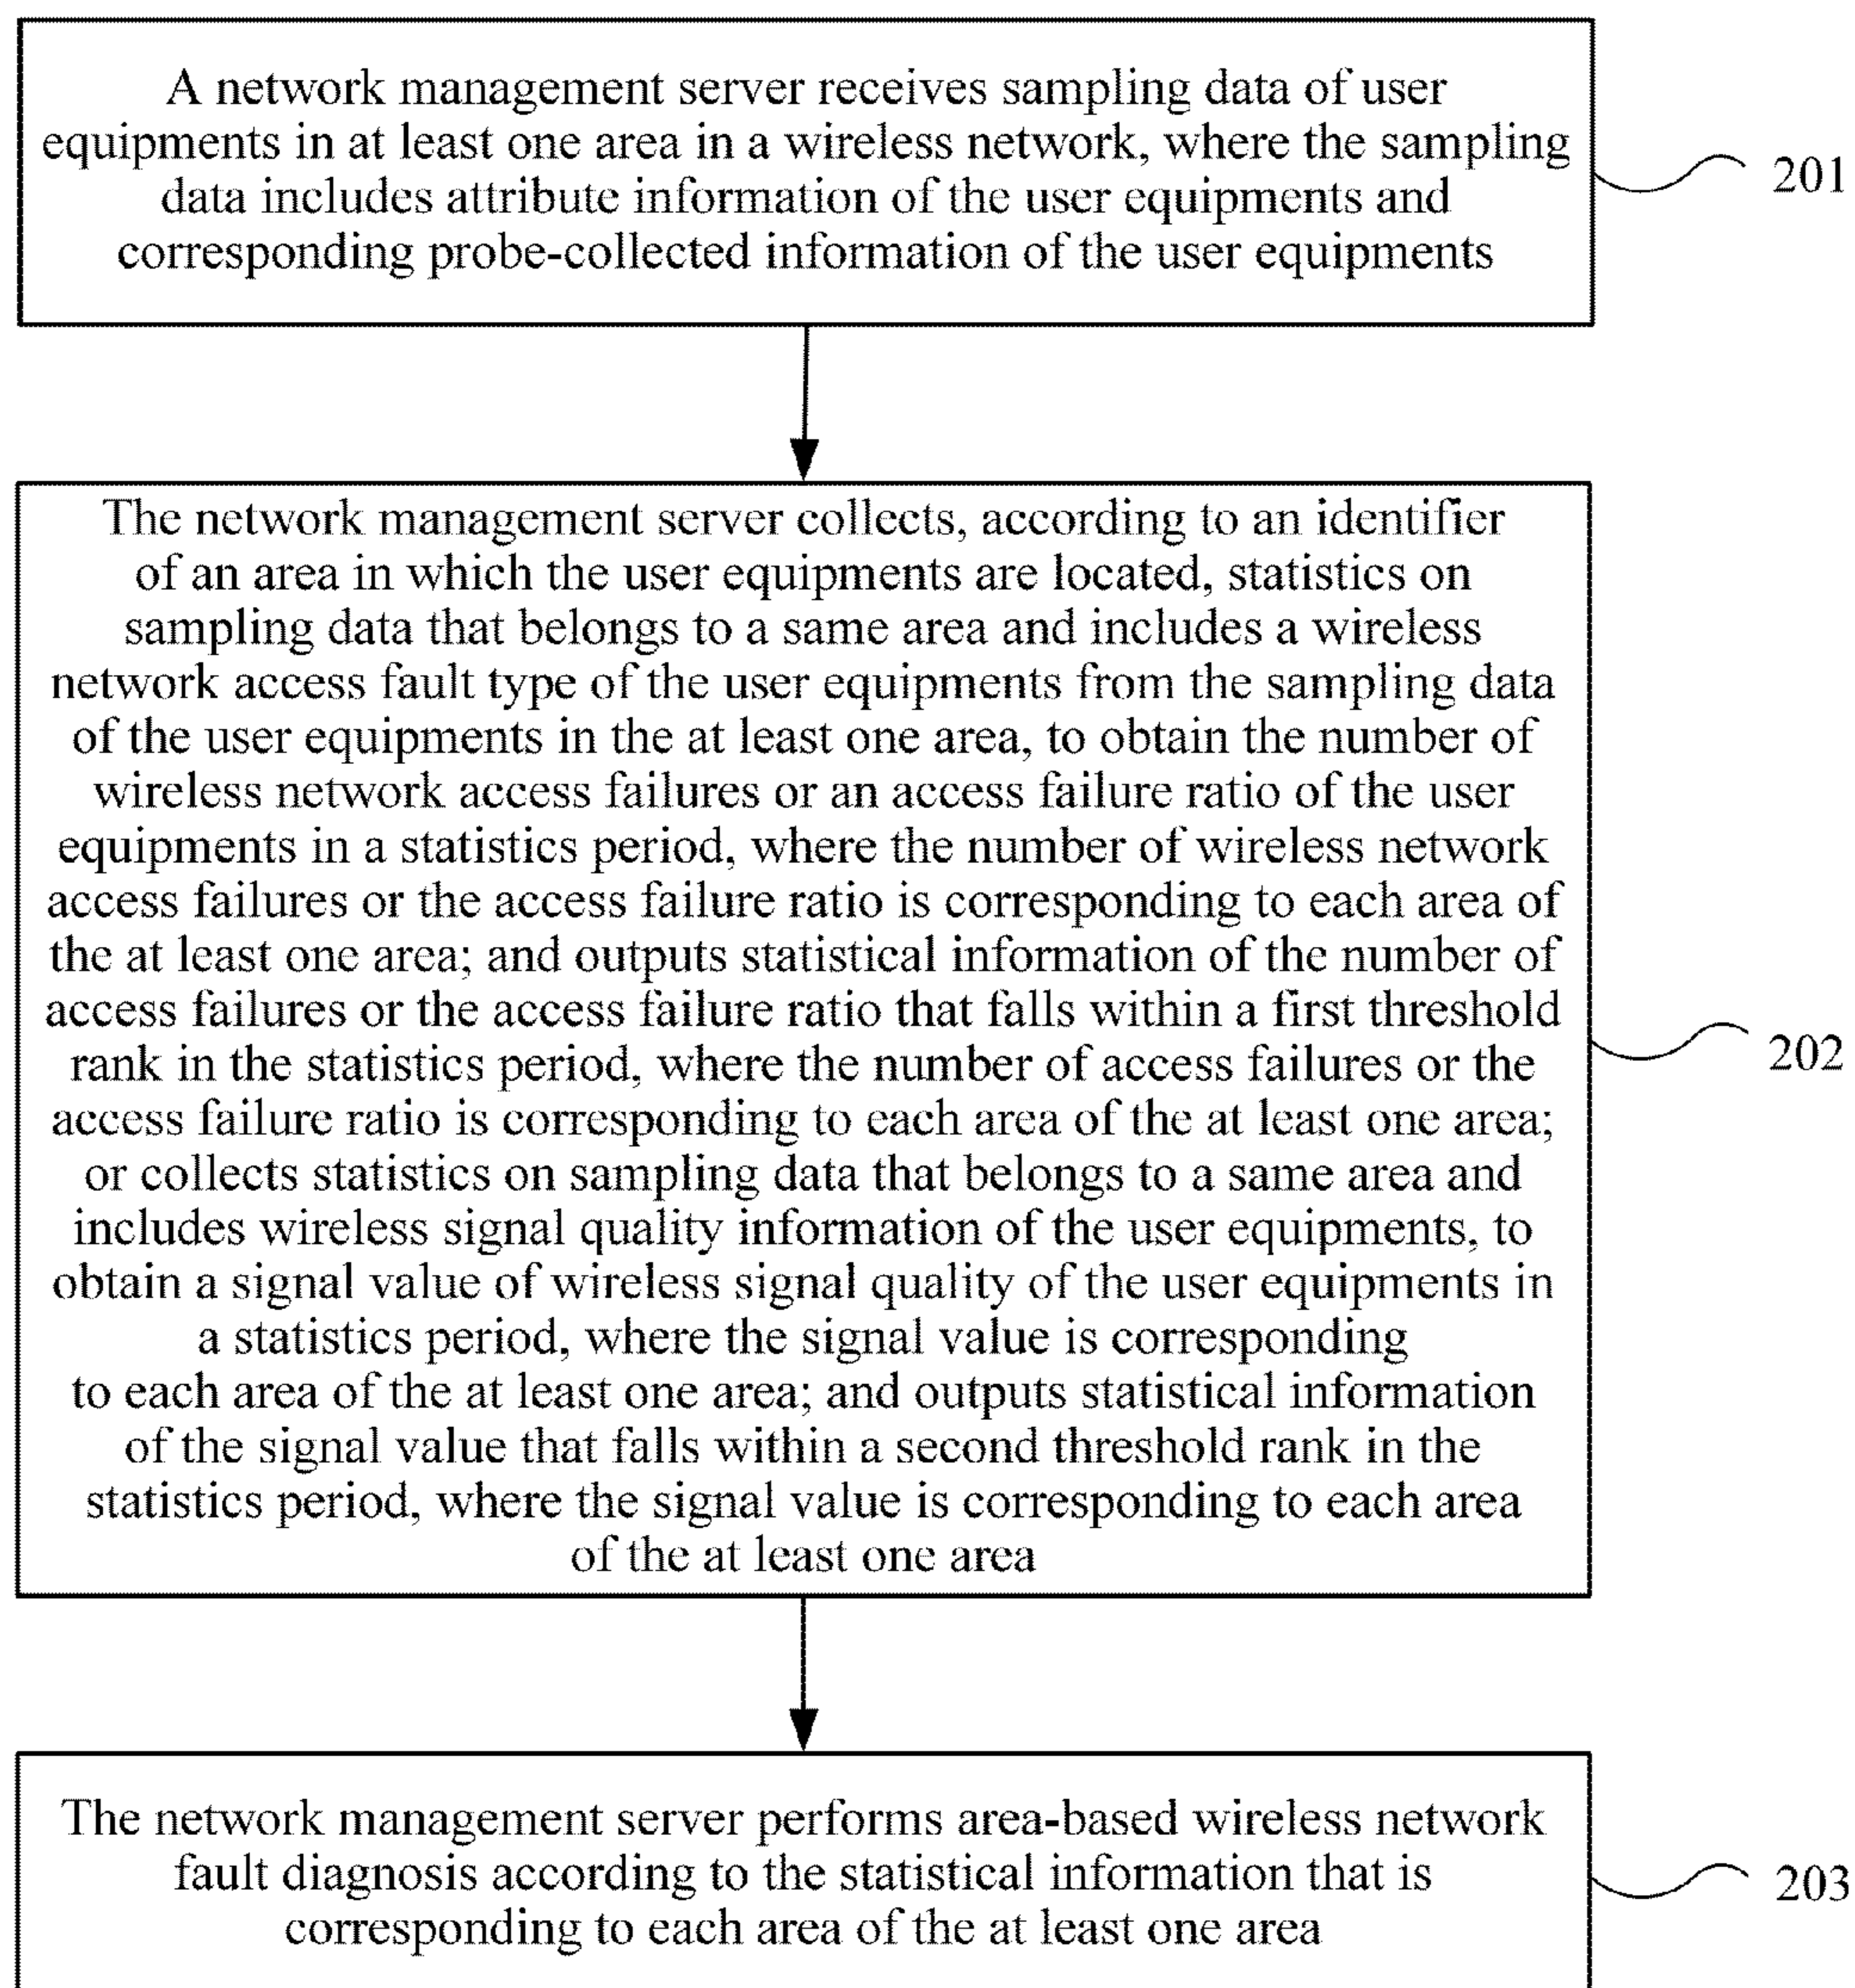 A network management server receives sampling data of user
equipments in at least one area in a wireless network, where the sampling
data includes attribute information of the user equipments and
corresponding probe-collected information of the user equipments
201
The network management server collects, according to an identifier
of an area in which the user equipments are located, statistics on
sampling data that belongs to a same area and includes a wireless
network access fault type of the user equipments from the sampling data
of the user equipments in the at least one area, to obtain the number of
wireless network access failures or an access failure ratio of the user
equipments in a statistics period, where the number of wireless network
access failures or the access failure ratio is corresponding to each area of
the at least one area; and outputs statistical information of the number of
access failures or the access failure ratio that falls within a first threshold
rank in the statistics period, where the number of access failures or the
access failure ratio is corresponding to each area of the at least one area;
or collects statistics on sampling data that belongs to a same area and
includes wireless signal quality information of the user equipments, to
obtain a signal value of wireless signal quality of the user equipments in
a statistics period, where the signal value is corresponding
to each area of the at least one area; and outputs statistical information
of the signal value that falls within a second threshold rank in the
statistics period, where the signal value is corresponding to each area
of the at least one area
202
The network management server performs area-based wireless network
fault diagnosis according to the statistical information that is
corresponding to each area of the at least one area
203